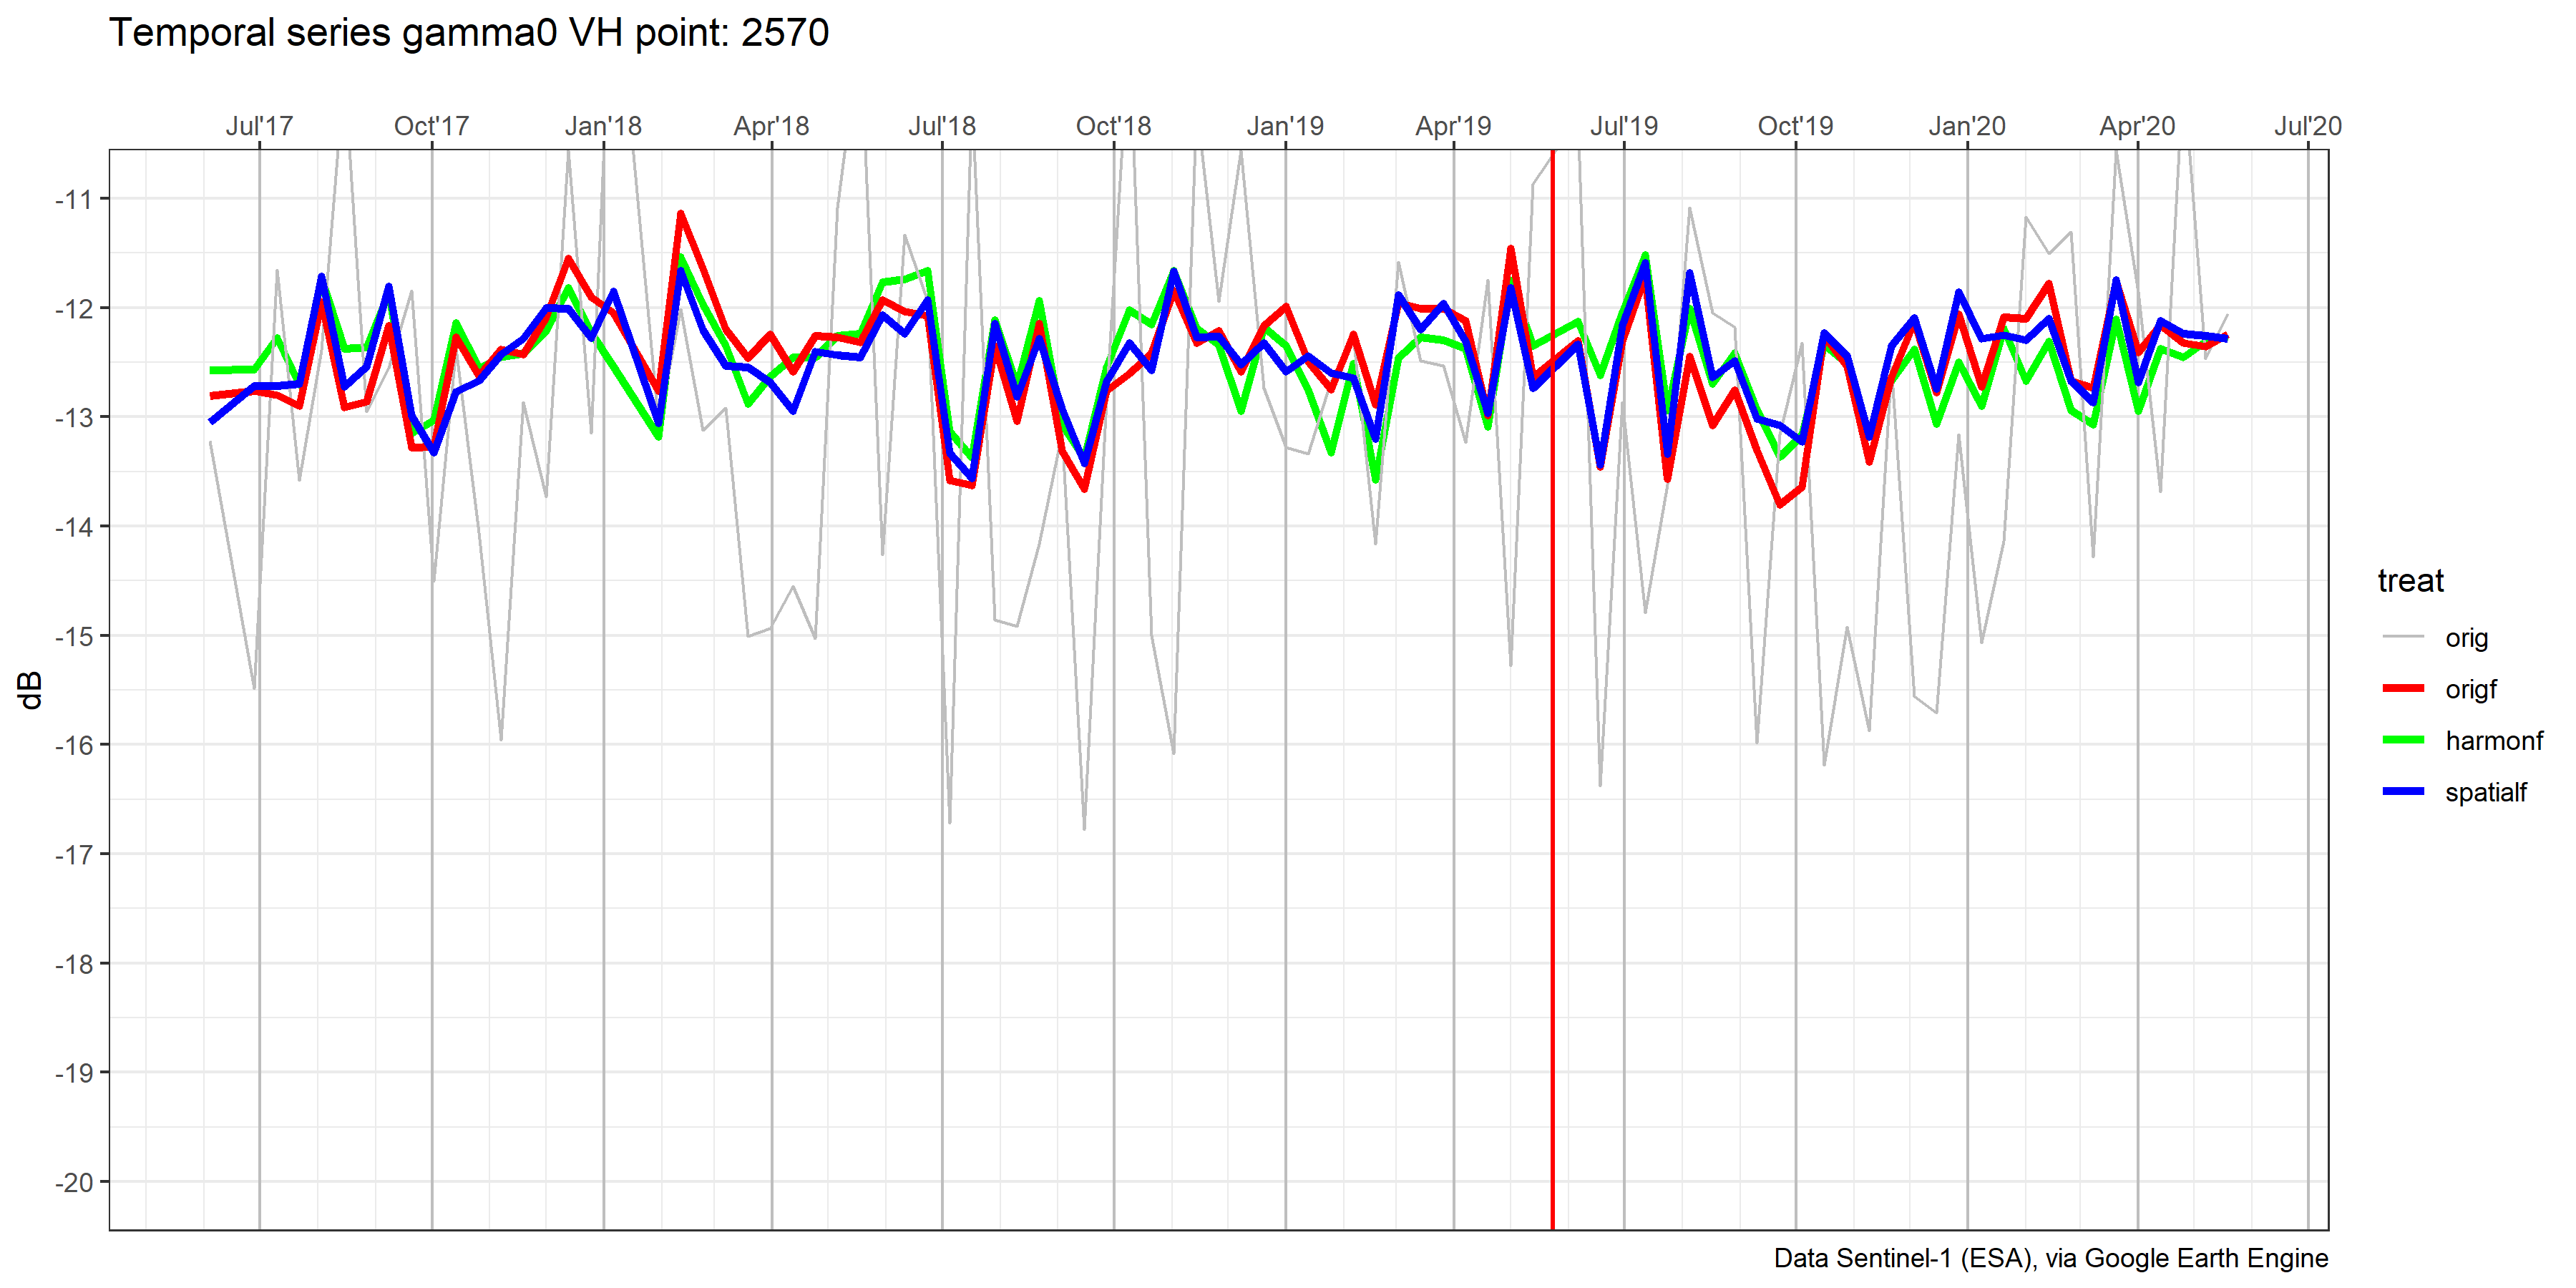 Temporal series gamma0 VH point: 2570
Jul'17 Oct'17 Jan'18 Apr'18 Jul'18 Oct'18 Jan'19 Apr'19 Jul'19 Oct'19 Jan'20 Apr'20 Jul'20
-11
-12
-13
-14
-15
-16
-17
-18
-19
-20
dB
treat
orig
origf
harmonf
spatialf
Data Sentinel-1 (ESA), via Google Earth Engine